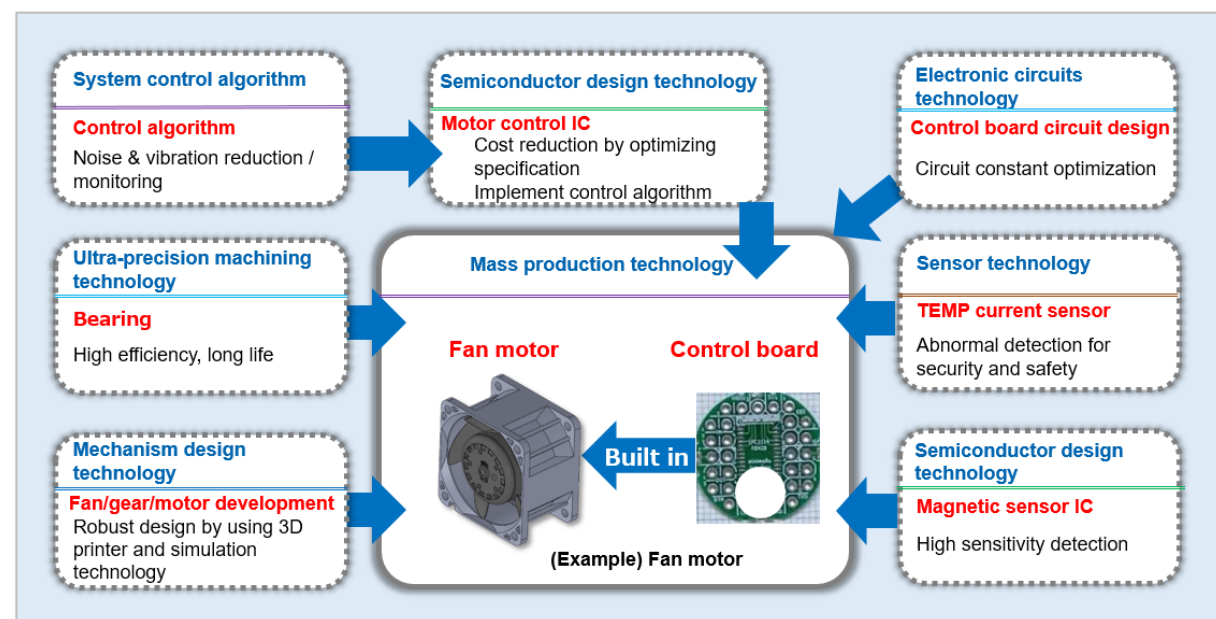 System control algorithm
Control algorithm
Noise & vibration reduction /
monitoring
Semiconductor design technology
Motor control IC
Cost reduction by optimizing
specification
Implement control algorithm
Electronic circuits
technology
Control board circuit design
Circuit constant optimization
Ultra-precision machining
technology
Bearing
High efficiency, long life
Mass production technology
Fan motor
Control board
Built in
(Example) Fan motor
Sensor technology
TEMP current sensor
Abnormal detection for
security and safety
Mechanism design
technology
Fan/gear/motor development
Robust design by using 3D
printer and simulation
technology
Semiconductor design
technology
Magnetic sensor IC
High sensitivity detection